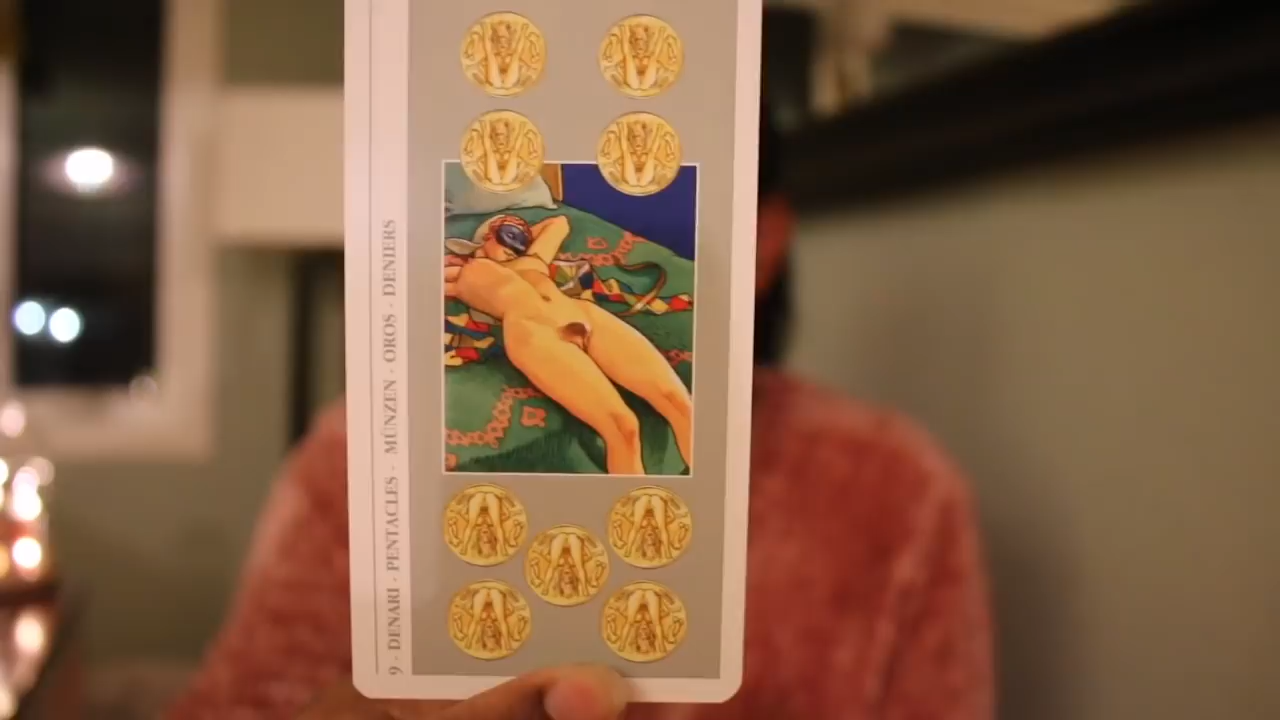 9 - DENARI - PENTACLES - MÜNZEN - OROS - DENIERS